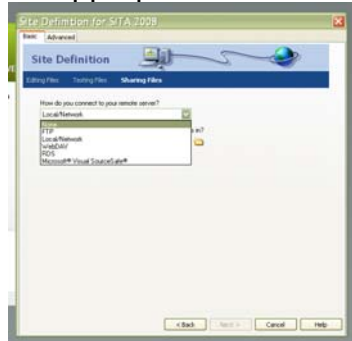 Site Definition for SITA 2008
Basic Advanced
Site Definition
Editing Files Testing Files Sharing Files
How do you connect to your remote server?
Local/Network
None
FTP
Local/Network
WebDAV
RDS
Microsoft® Visual SourceSafe®
in?
< Back Next > Cancel Help